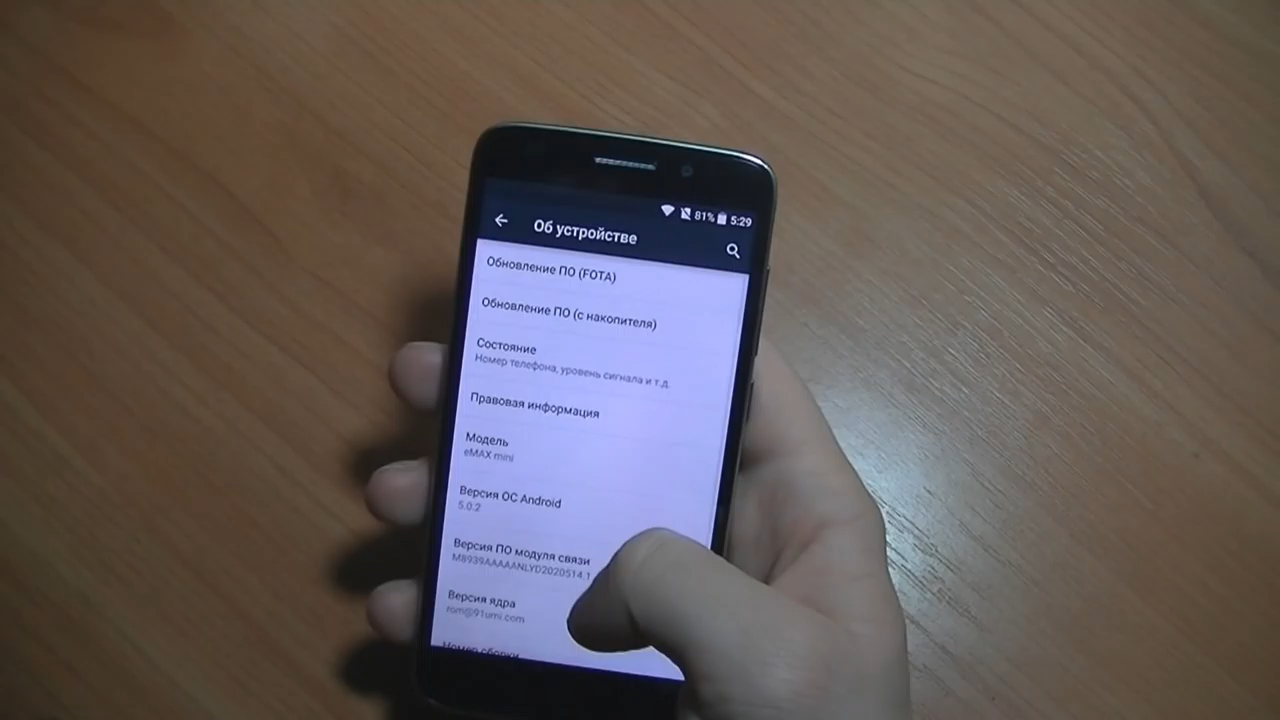 81% 5:29
Об устройстве
Обновление ПО (FOTA)
Обновление ПО (с накопителя)
Состояние
Номер телефона, уровень сигнала и т.д.
Правовая информация
Модель
eMAX mini
Версия ОС Android
5.0.2
Версия ПО модуля связи
M8939AAAAANLYD2020514.1
Версия ядра
rom@91umi.com
Номер сборки